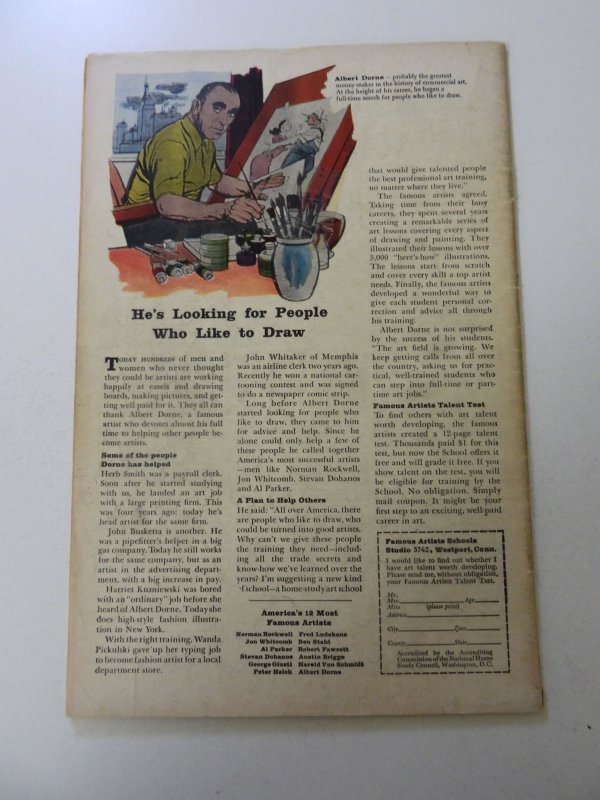 Albert Dorne – probably the greatest
money-maker in the history of commercial art.
At the height of his career, he began a
full-time search for people who like to draw.
He's Looking for People
Who Like to Draw
TODAY HUNDREDS of men and
women who never thought
they could be artists are working
happily at easels and drawing
boards, making pictures, and get-
ting well paid for it. They all can
thank Albert Dorne, a famous
artist who devotes almost his full
time to helping other people be-
come artists.
Some of the people
Dorne has helped
Herb Smith was a payroll clerk.
Soon after he started studying
with us, he landed an art job
with a large printing firm. This
was four years ago; today he's
head artist for the same firm.
John Busketta is another. He
was a pipefitter's helper in a big
gas company. Today he still works
for the same company, but as an
artist in the advertising depart-
ment, with a big increase in pay.
Harriet Kuzniewski was bored
with an "ordinary" job before she
heard of Albert Dorne. Today she
does high-style fashion illustra-
tion in New York.
With the right training, Wanda
Pickulski gave up her typing job
to become fashion artist for a local
department store.
John Whitaker of Memphis
was an airline clerk two years ago.
Recently he won a national car-
tooning contest and was signed
to do a newspaper comic strip.
Long before Albert Dorne
started looking for people who
like to draw, they came to him
for advice and help. Since he
alone could only help a few of
these people he called together
America's most successful artists
—men like Norman Rockwell,
Jon Whitcomb, Stevan Dohanos
and Al Parker.
A Plan to Help Others
He said: "All over America, there
are people who like to draw, who
could be turned into good artists.
Why can't we give these people
the training they need—includ-
ing all the trade secrets and
know-how we've learned over the
years? I'm suggesting a new kind
of school—a home-study art school
America's 12 Most
Famous Artists
Norman Rockwell Fred Ludekens
Jon Whitcomb Ben Stahl
Al Parker Robert Fawcett
Stevan Dohanos Austin Briggs
George Giusti Harold Von Schmidt
Peter Helck Albert Dorne
that would give talented people
the best professional art training,
no matter where they live."
The famous artists agreed.
Taking time from their busy
careers, they spent several years
creating a remarkable series of
art lessons covering every aspect
of drawing and painting. They
illustrated their lessons with over
5,000 "here's-how" illustrations.
The lessons start from scratch
and cover every skill a top artist
needs. Finally, the famous artists
developed a wonderful way to
give each student personal cor-
rection and advice all through
his training.
Albert Dorne is not surprised
by the success of his students.
"The art field is growing. We
keep getting calls from all over
the country, asking us for prac-
tical, well-trained students who
can step into full-time or part-
time art jobs."
Famous Artists Talent Test
To find others with art talent
worth developing, the famous
artists created a 12-page talent
test. Thousands paid $1 for this
test, but now the School offers it
free and will grade it free. If you
show talent on the test, you will
be eligible for training by the
School. No obligation. Simply
mail coupon. It might be your
first step to an exciting, well-paid
career in art.
Famous Artists Schools
Studio 5742, Westport, Conn.
I would like to find out whether I
have art talent worth developing.
Please send me, without obligation,
your Famous Artists Talent Test.
Mr.
Mrs. Age
Miss (please print)
Address
City Zone
County State
Accredited by the Accrediting
Commission of the National Home
Study Council, Washington, D.C.